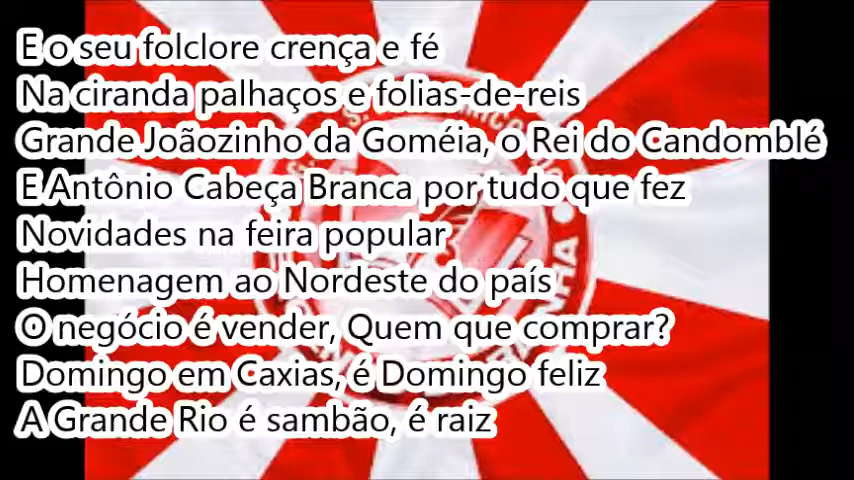 E o seu folclore crença e fé
Na ciranda palhaços e folias-de-reis
Grande Joãozinho da Goméia, o Rei do Candomblé
E Antônio Cabeça Branca por tudo que fez
Novidades na feira popular
Homenagem ao Nordeste do país
O negócio é vender, Quem que comprar?
Domingo em Caxias, é Domingo feliz
A Grande Rio é sambão, é raiz